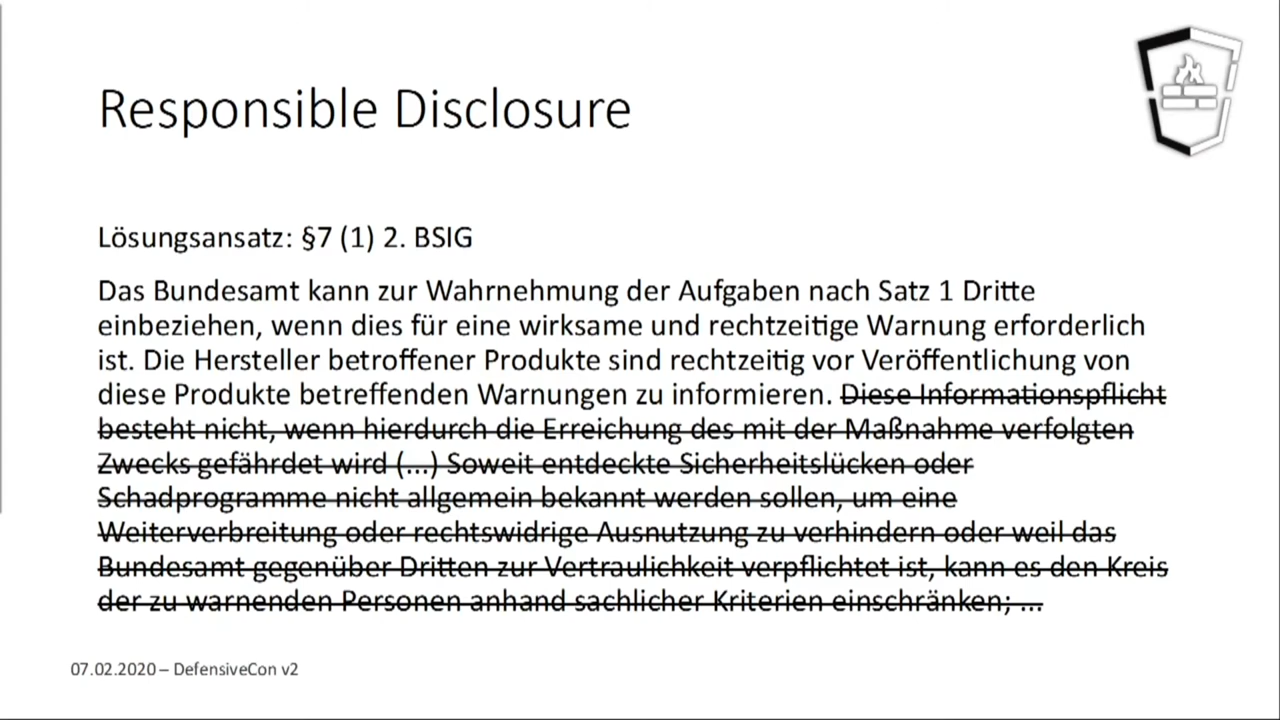 Responsible Disclosure
Lösungsansatz: §7 (1) 2. BSIG
Das Bundesamt kann zur Wahrnehmung der Aufgaben nach Satz 1 Dritte
einbeziehen, wenn dies für eine wirksame und rechtzeitige Warnung erforderlich
ist. Die Hersteller betroffener Produkte sind rechtzeitig vor Veröffentlichung von
diese Produkte betreffenden Warnungen zu informieren. Diese Informationspflicht
besteht nicht, wenn hierdurch die Erreichung des mit der Maßnahme verfolgten
Zwecks gefährdet wird (...) Soweit entdeckte Sicherheitslücken oder
Schadprogramme nicht allgemein bekannt werden sollen, um eine
Weiterverbreitung oder rechtswidrige Ausnutzung zu verhindern oder weil das
Bundesamt gegenüber Dritten zur Vertraulichkeit verpflichtet ist, kann es den Kreis
der zu warnenden Personen anhand sachlicher Kriterien einschränken; ...
07.02.2020 – DefensiveCon v2